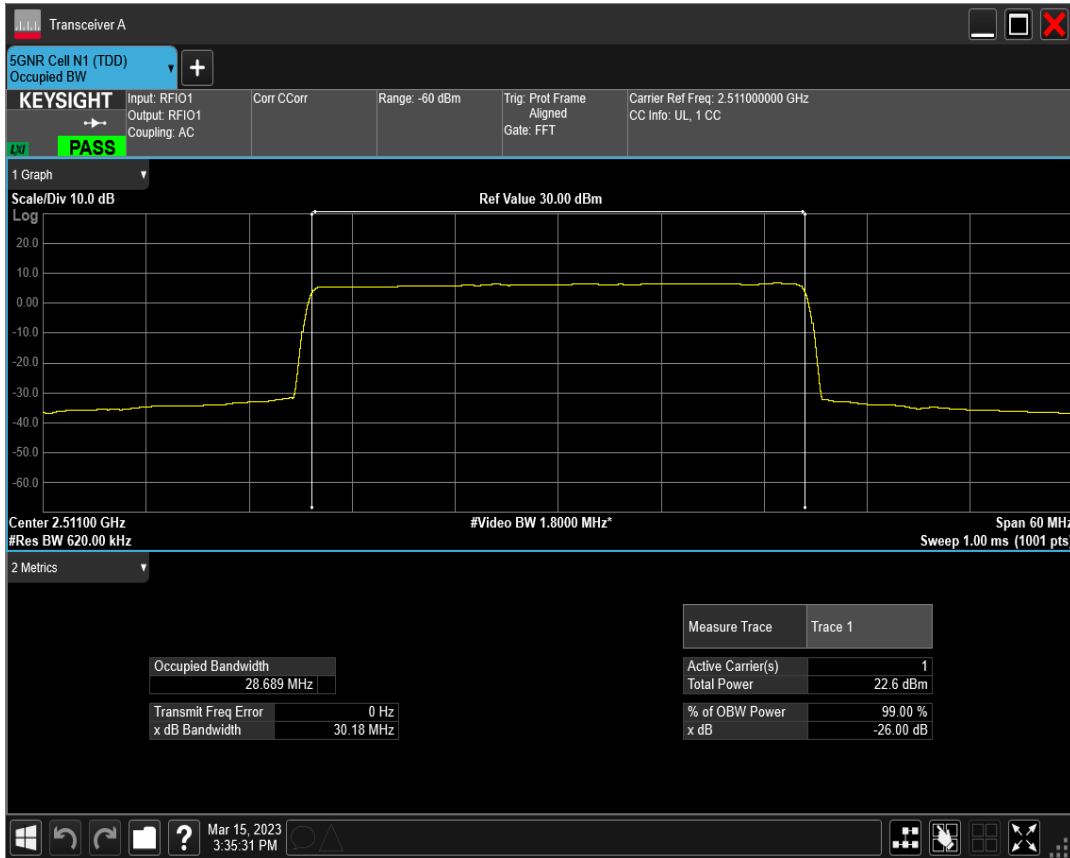 Transceiver A
5GNR Cell N1 (TDD)
Occupied BW
KEYSIGHT
LXI
PASS
Input: RFIO1
Output: RFIO1
Coupling: AC
Corr CCorr
Range: -60 dBm
Trig: Prot Frame
Aligned
Gate: FFT
Carrier Ref Freq: 2.511000000 GHz
CC Info: UL, 1 CC
1 Graph
Scale/Div 10.0 dB
Ref Value 30.00 dBm
Log
20.0
10.0
0.00
-10.0
-20.0
-30.0
-40.0
-50.0
-60.0
Center 2.51100 GHz
#Video BW 1.8000 MHz*
Span 60 MHz
#Res BW 620.00 kHz
Sweep 1.00 ms (1001 pts)
2 Metrics
Measure Trace Trace 1
Occupied Bandwidth
28.689 MHz
Active Carrier(s) 1
Total Power 22.6 dBm
Transmit Freq Error 0 Hz
x dB Bandwidth 30.18 MHz
% of OBW Power 99.00 %
x dB -26.00 dB
?
Mar 15, 2023
3:35:31 PM